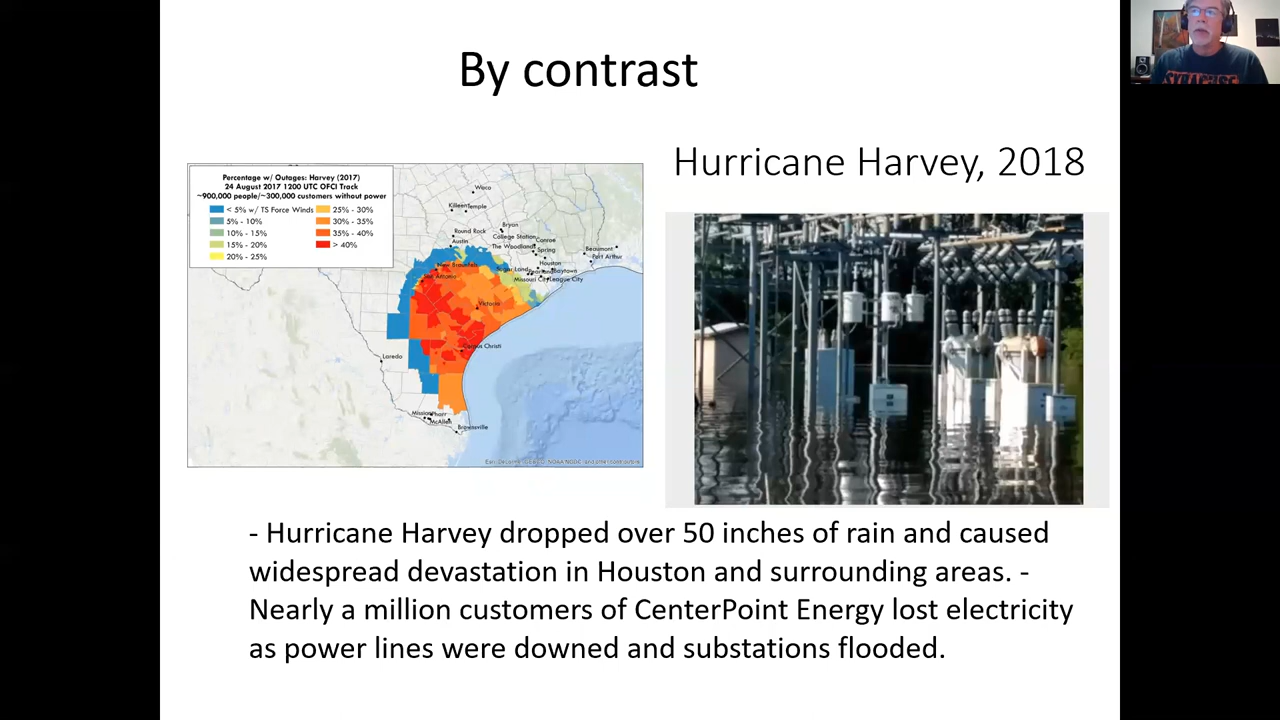 By contrast
Hurricane Harvey, 2018
Percentage w/ Outages: Harvey (2017)
24 August 2017 1200 UTC OFCI Track
~900,000 people/~300,000 customers without power
< 5% w/ TS Force Winds
5% - 10%
10% - 15%
15% - 20%
20% - 25%
25% - 30%
30% - 35%
35% - 40%
> 40%
Waco
Killeen Temple
Bryan
College Station
Round Rock
Austin
Conroe
The Woodlands
Spring
Beaumont
Port Arthur
Houston
Sugar Land
Baytown
Missouri City League City
New Braunfels
San Antonio
Victoria
Corpus Christi
Laredo
Mission
McAllen
Brownsville
- Hurricane Harvey dropped over 50 inches of rain and caused
widespread devastation in Houston and surrounding areas. -
Nearly a million customers of CenterPoint Energy lost electricity
as power lines were downed and substations flooded.
SYRACUSE